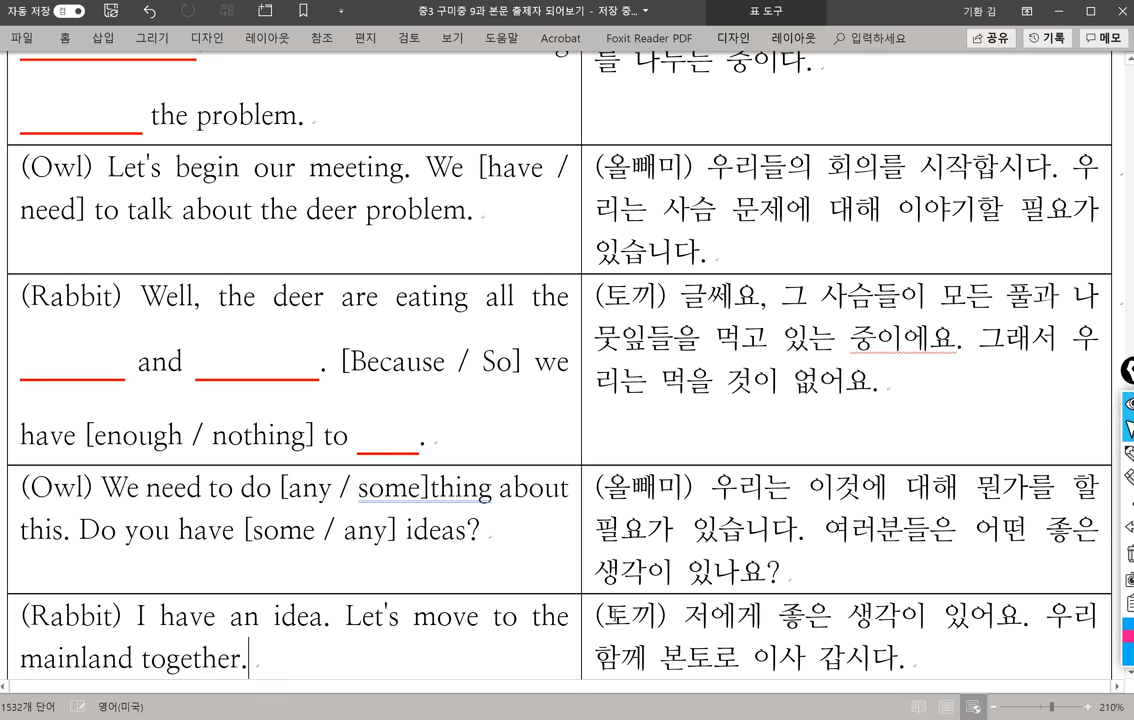 자동 저장 컴
중3 구미중 9과 본문 출제자 되어보기 - 저장 중...
표 도구
기환 김
파일 홈 삽입 그리기 디자인 레이아웃 참조 편지 검토 보기 도움말 Acrobat Foxit Reader PDF 디자인 레이아웃 입력하세요 공유 기록 메모
를 나누는 중이다.
the problem.
(Owl) Let's begin our meeting. We [have /
need] to talk about the deer problem.
(올빼미) 우리들의 회의를 시작합시다. 우
리는 사슴 문제에 대해 이야기할 필요가
있습니다.
(Rabbit) Well, the deer are eating all the
and . [Because / So] we
have [enough / nothing] to .
(토끼) 글쎄요, 그 사슴들이 모든 풀과 나
뭇잎들을 먹고 있는 중이에요. 그래서 우
리는 먹을 것이 없어요.
(Owl) We need to do [any / some]thing about
this. Do you have [some / any] ideas?
(올빼미) 우리는 이것에 대해 뭔가를 할
필요가 있습니다. 여러분들은 어떤 좋은
생각이 있나요?
(Rabbit) I have an idea. Let's move to the
mainland together.
(토끼) 저에게 좋은 생각이 있어요. 우리
함께 본토로 이사 갑시다.
1532개 단어 영어(미국)
210%